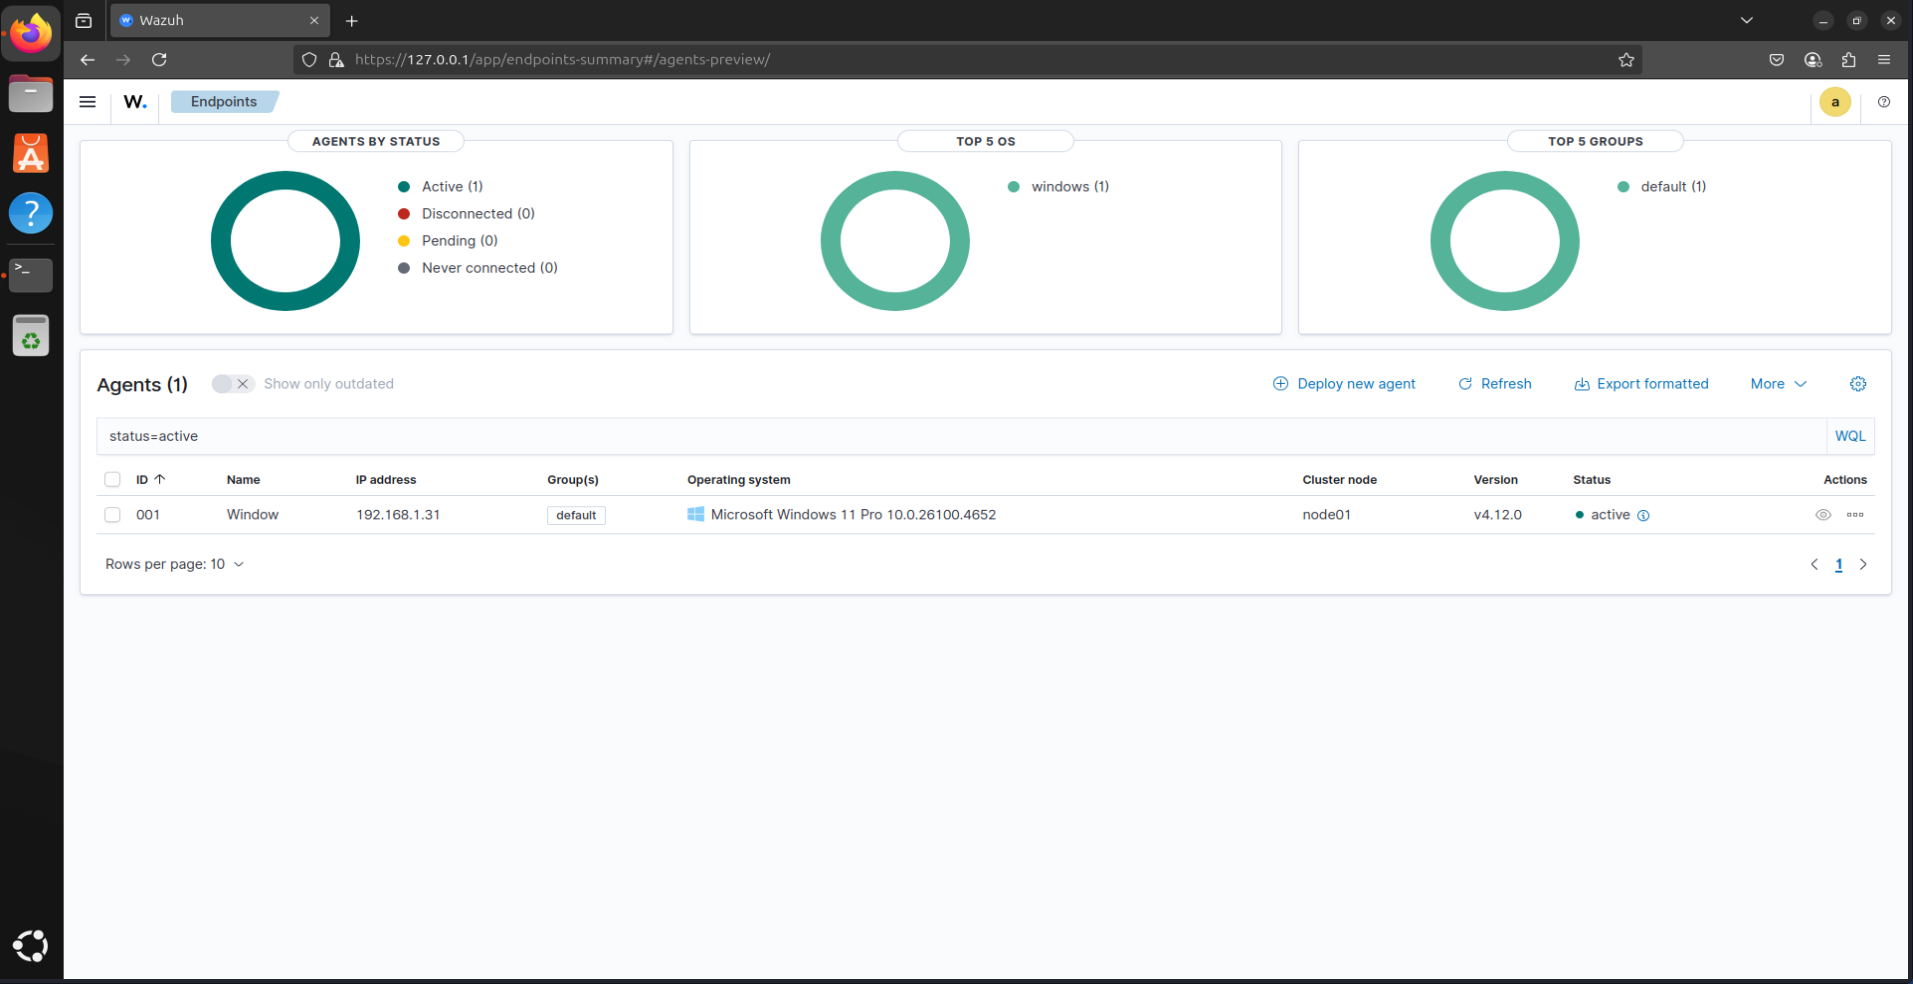 Wazuh
https://127.0.0.1/app/endpoints-summary#/agents-preview/
W. Endpoints a
AGENTS BY STATUS
Active (1)
Disconnected (0)
Pending (0)
Never connected (0)
TOP 5 OS
windows (1)
TOP 5 GROUPS
default (1)
Agents (1) Show only outdated Deploy new agent Refresh Export formatted More
status=active WQL
ID Name IP address Group(s) Operating system Cluster node Version Status Actions
001 Window 192.168.1.31 default Microsoft Windows 11 Pro 10.0.26100.4652 node01 v4.12.0 active
Rows per page: 10 1